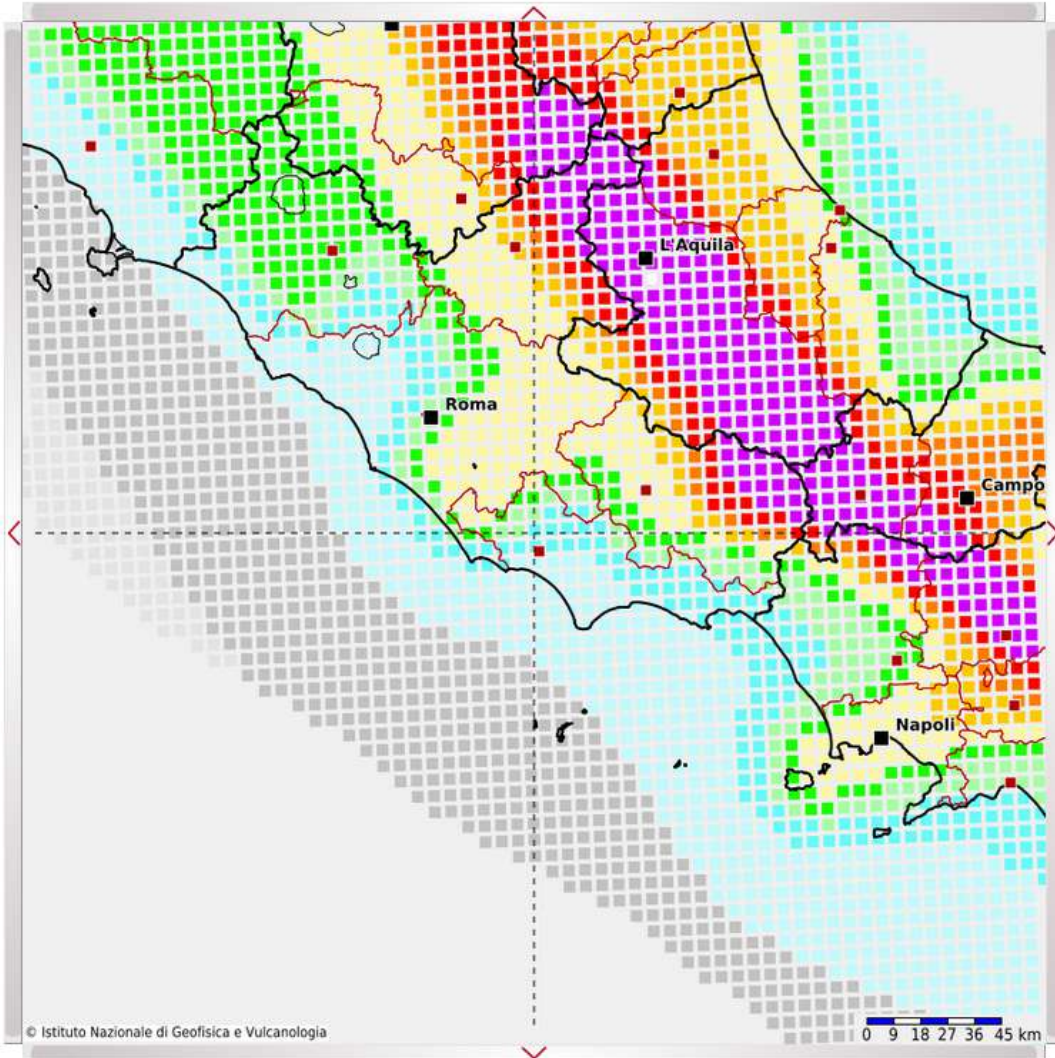 L'Aquila
Roma
Campo
Napoli
© Istituto Nazionale di Geofisica e Vulcanologia
0 9 18 27 36 45 km